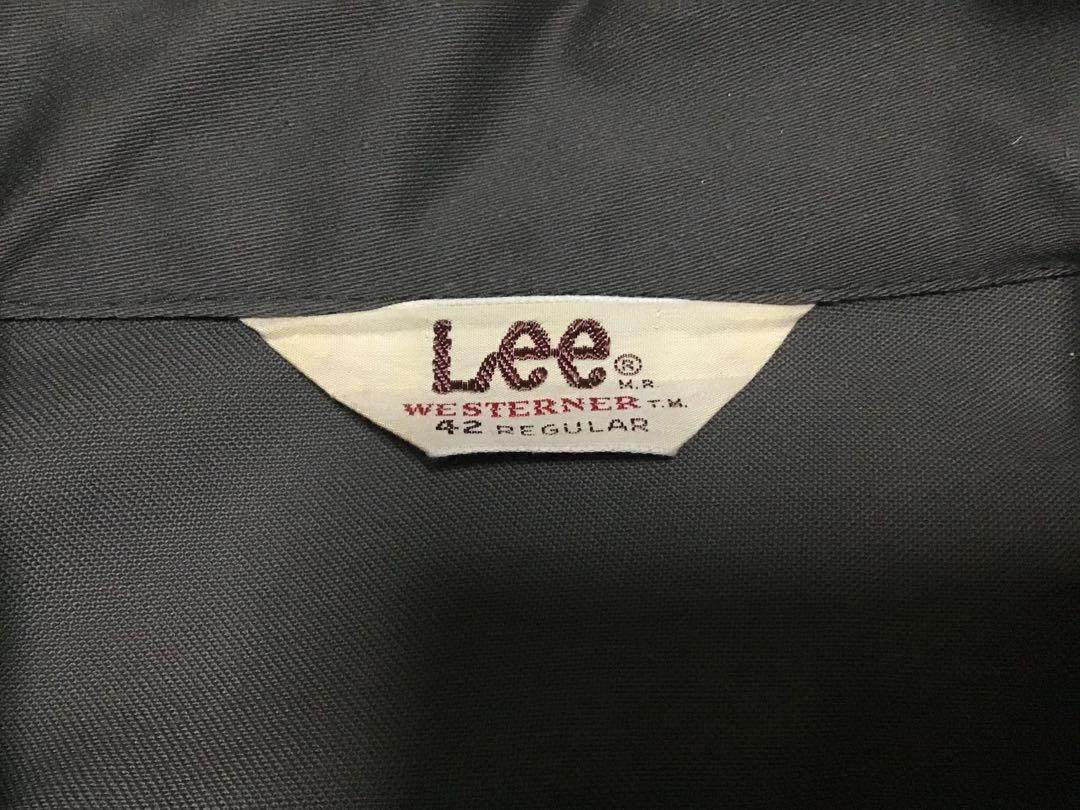 Lee®
M.R.
WESTERNER T.M.
42 REGULAR